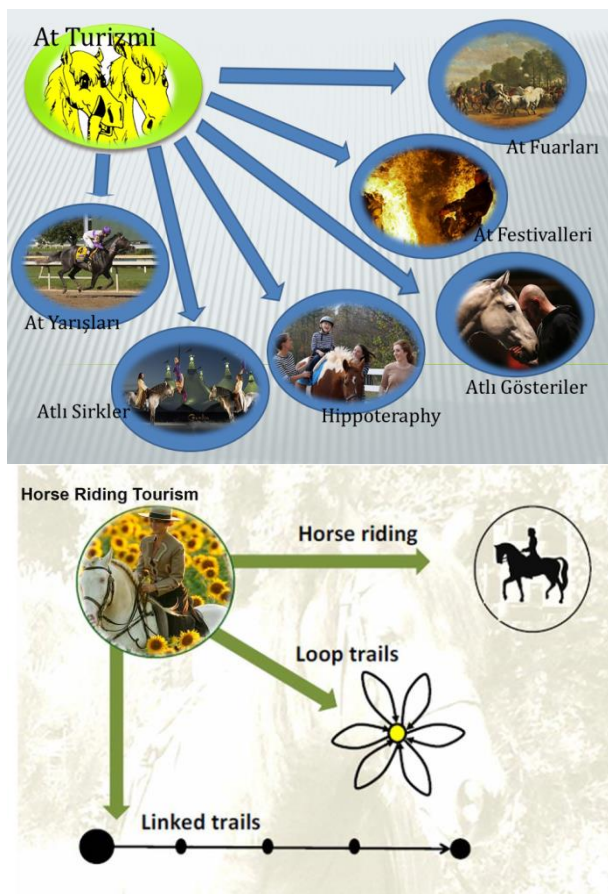 At Turizmi
At Fuarları
At Festivalleri
At Yarışları
Atlı Gösteriler
Atlı Sirkler
Hippoteraphy
Horse Riding Tourism
Horse riding
Loop trails
Linked trails